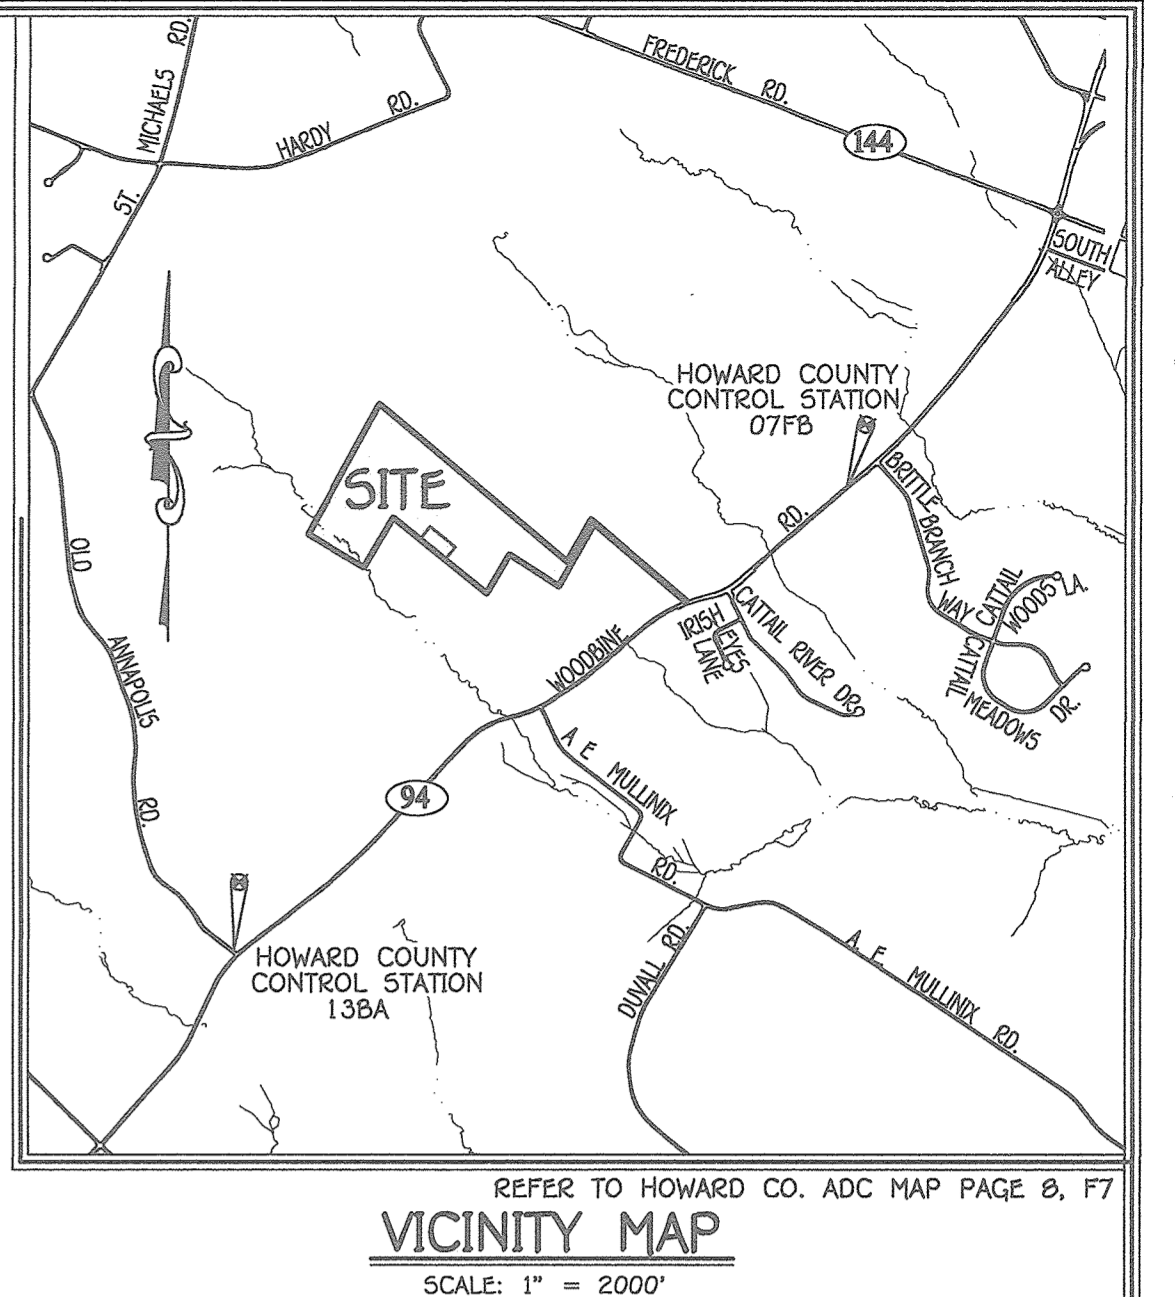 ST. MICHAELS RD.
HARDY RD.
FREDERICK RD.
144
SOUTH
ALLEY
HOWARD COUNTY
CONTROL STATION
07FB
SITE
BRITTLE BRANCH WAY
RD.
CATTAIL
WOODS LA.
CATTAIL MEADOWS DR.
OLD ANNAPOLIS RD.
WOODBINE
IRISH
EYES
LANE
CATTAIL RIVER DR.
A E MULLINIX
RD.
94
HOWARD COUNTY
CONTROL STATION
13BA
DUVALL RD.
A. E. MULLINIX RD.
REFER TO HOWARD CO. ADC MAP PAGE 8, F7
VICINITY MAP
SCALE: 1" = 2000'